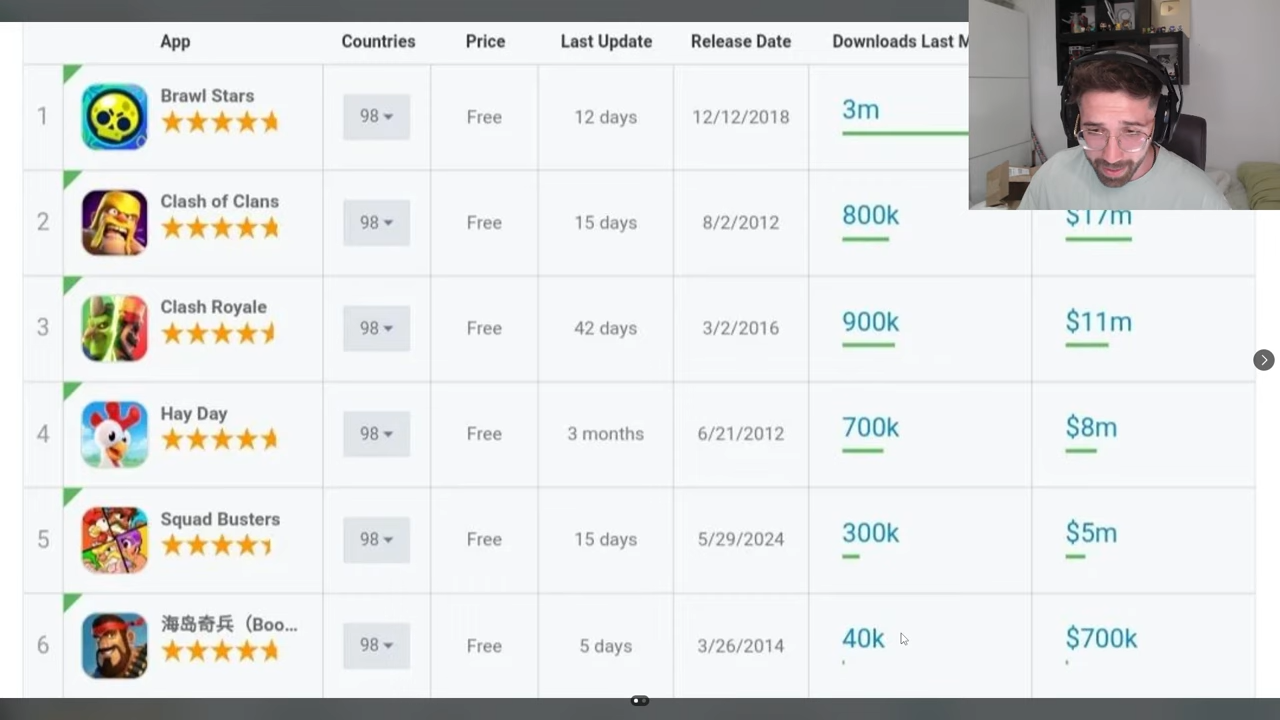 App Countries Price Last Update Release Date Downloads Last M
1 Brawl Stars 98 Free 12 days 12/12/2018 3m
2 Clash of Clans 98 Free 15 days 8/2/2012 800k $17m
3 Clash Royale 98 Free 42 days 3/2/2016 900k $11m
4 Hay Day 98 Free 3 months 6/21/2012 700k $8m
5 Squad Busters 98 Free 15 days 5/29/2024 300k $5m
6 海岛奇兵（Boo... 98 Free 5 days 3/26/2014 40k $700k